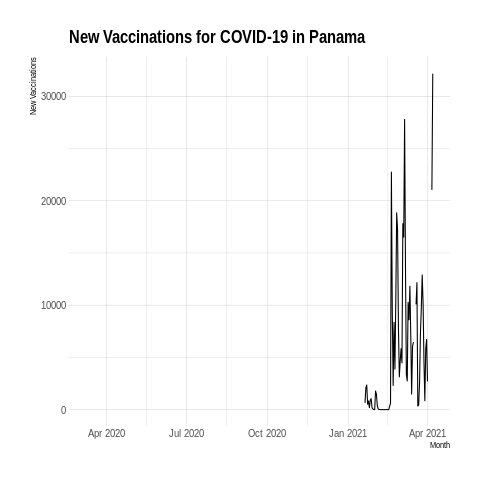 New Vaccinations for COVID-19 in Panama
New Vaccinations
30000
20000
10000
0
Apr 2020 Jul 2020 Oct 2020 Jan 2021 Apr 2021
Month